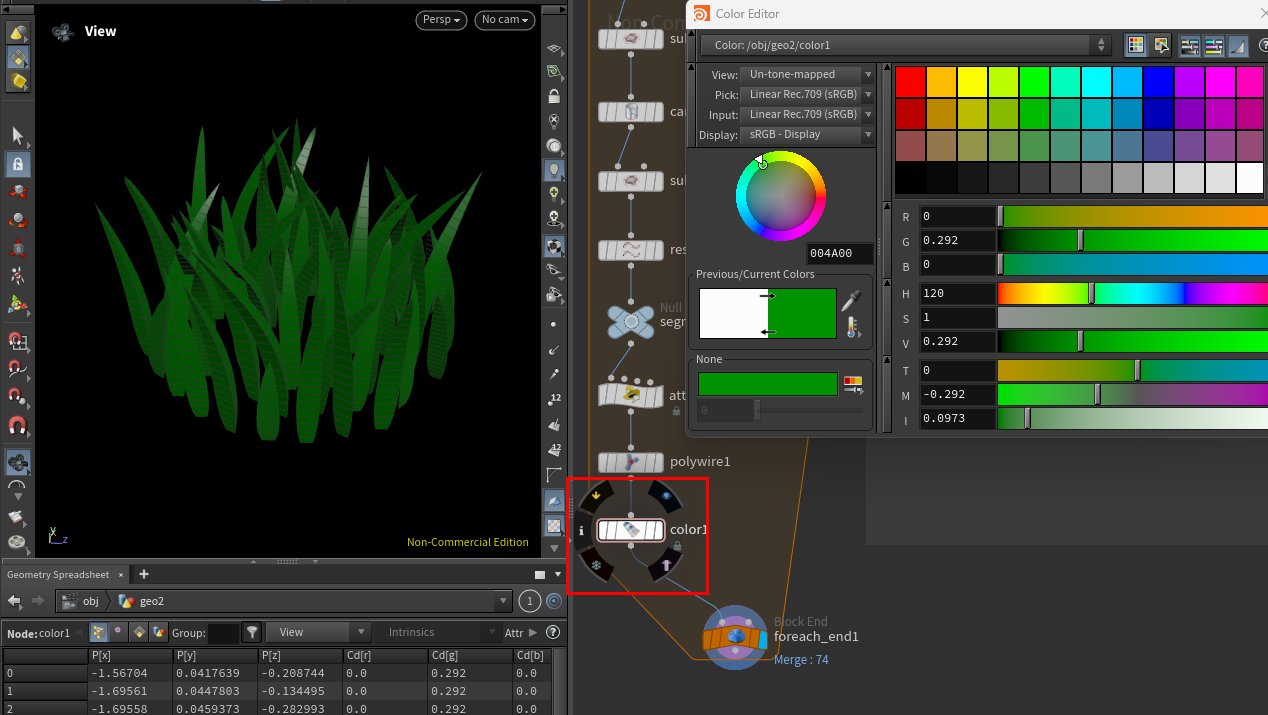 View
Persp
No cam
Non-Commercial Edition
y
z
Geometry Spreadsheet
obj
geo2
1
Node: color1
Group:
View
Intrinsics
Attr
P[x] P[y] P[z] Cd[r] Cd[g] Cd[b]
0 -1.56704 0.0417639 -0.208744 0.0 0.292 0.0
1 -1.69561 0.0447803 -0.134495 0.0 0.292 0.0
2 -1.69558 0.0459373 -0.282993 0.0 0.292 0.0
12
12
Non-Com
su
ca
su
res
Null
segr
att
polywire1
color1
Block End
foreach_end1
Merge : 74
Color Editor
Color: /obj/geo2/color1
View: Un-tone-mapped
Pick: Linear Rec.709 (sRGB)
Input: Linear Rec.709 (sRGB)
Display: sRGB - Display
004A00
Previous/Current Colors
None
0
R 0
G 0.292
B 0
H 120
S 1
V 0.292
T 0
M -0.292
I 0.0973